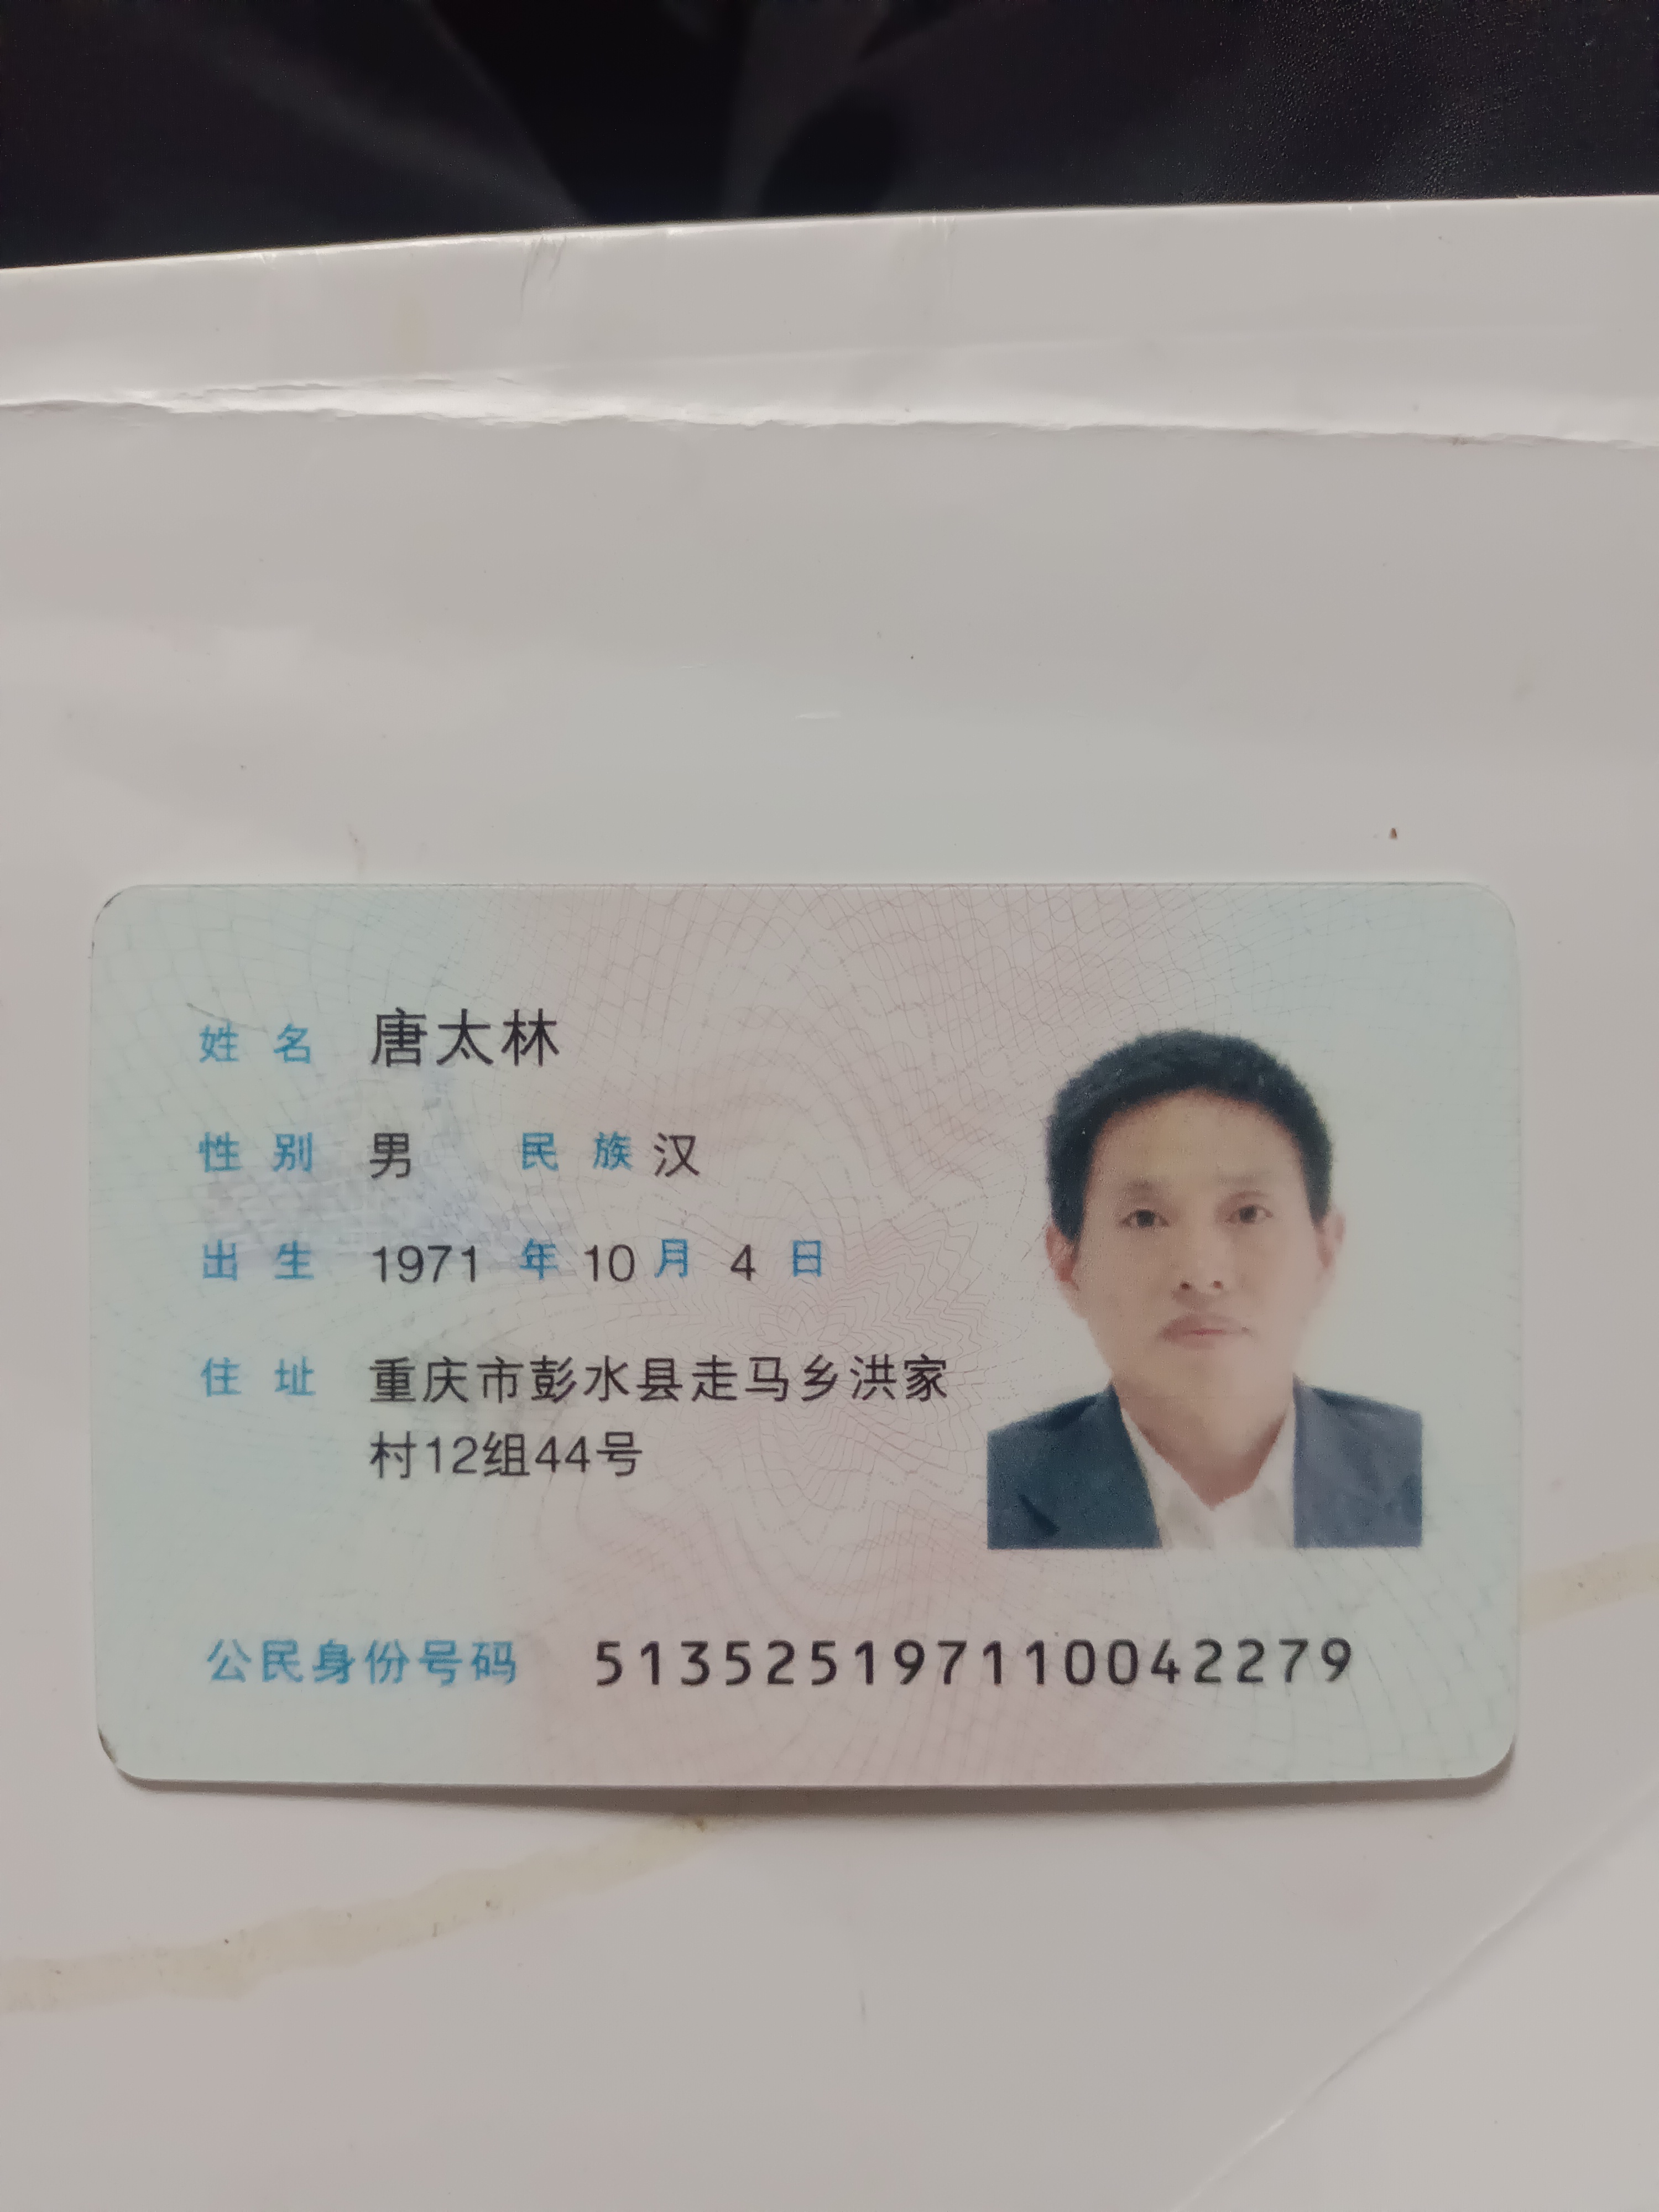 姓名 唐太林
性别 男 民族 汉
出生 1971 年 10 月 4 日
住址 重庆市彭水县走马乡洪家
村12组44号
公民身份号码 513525197110042279